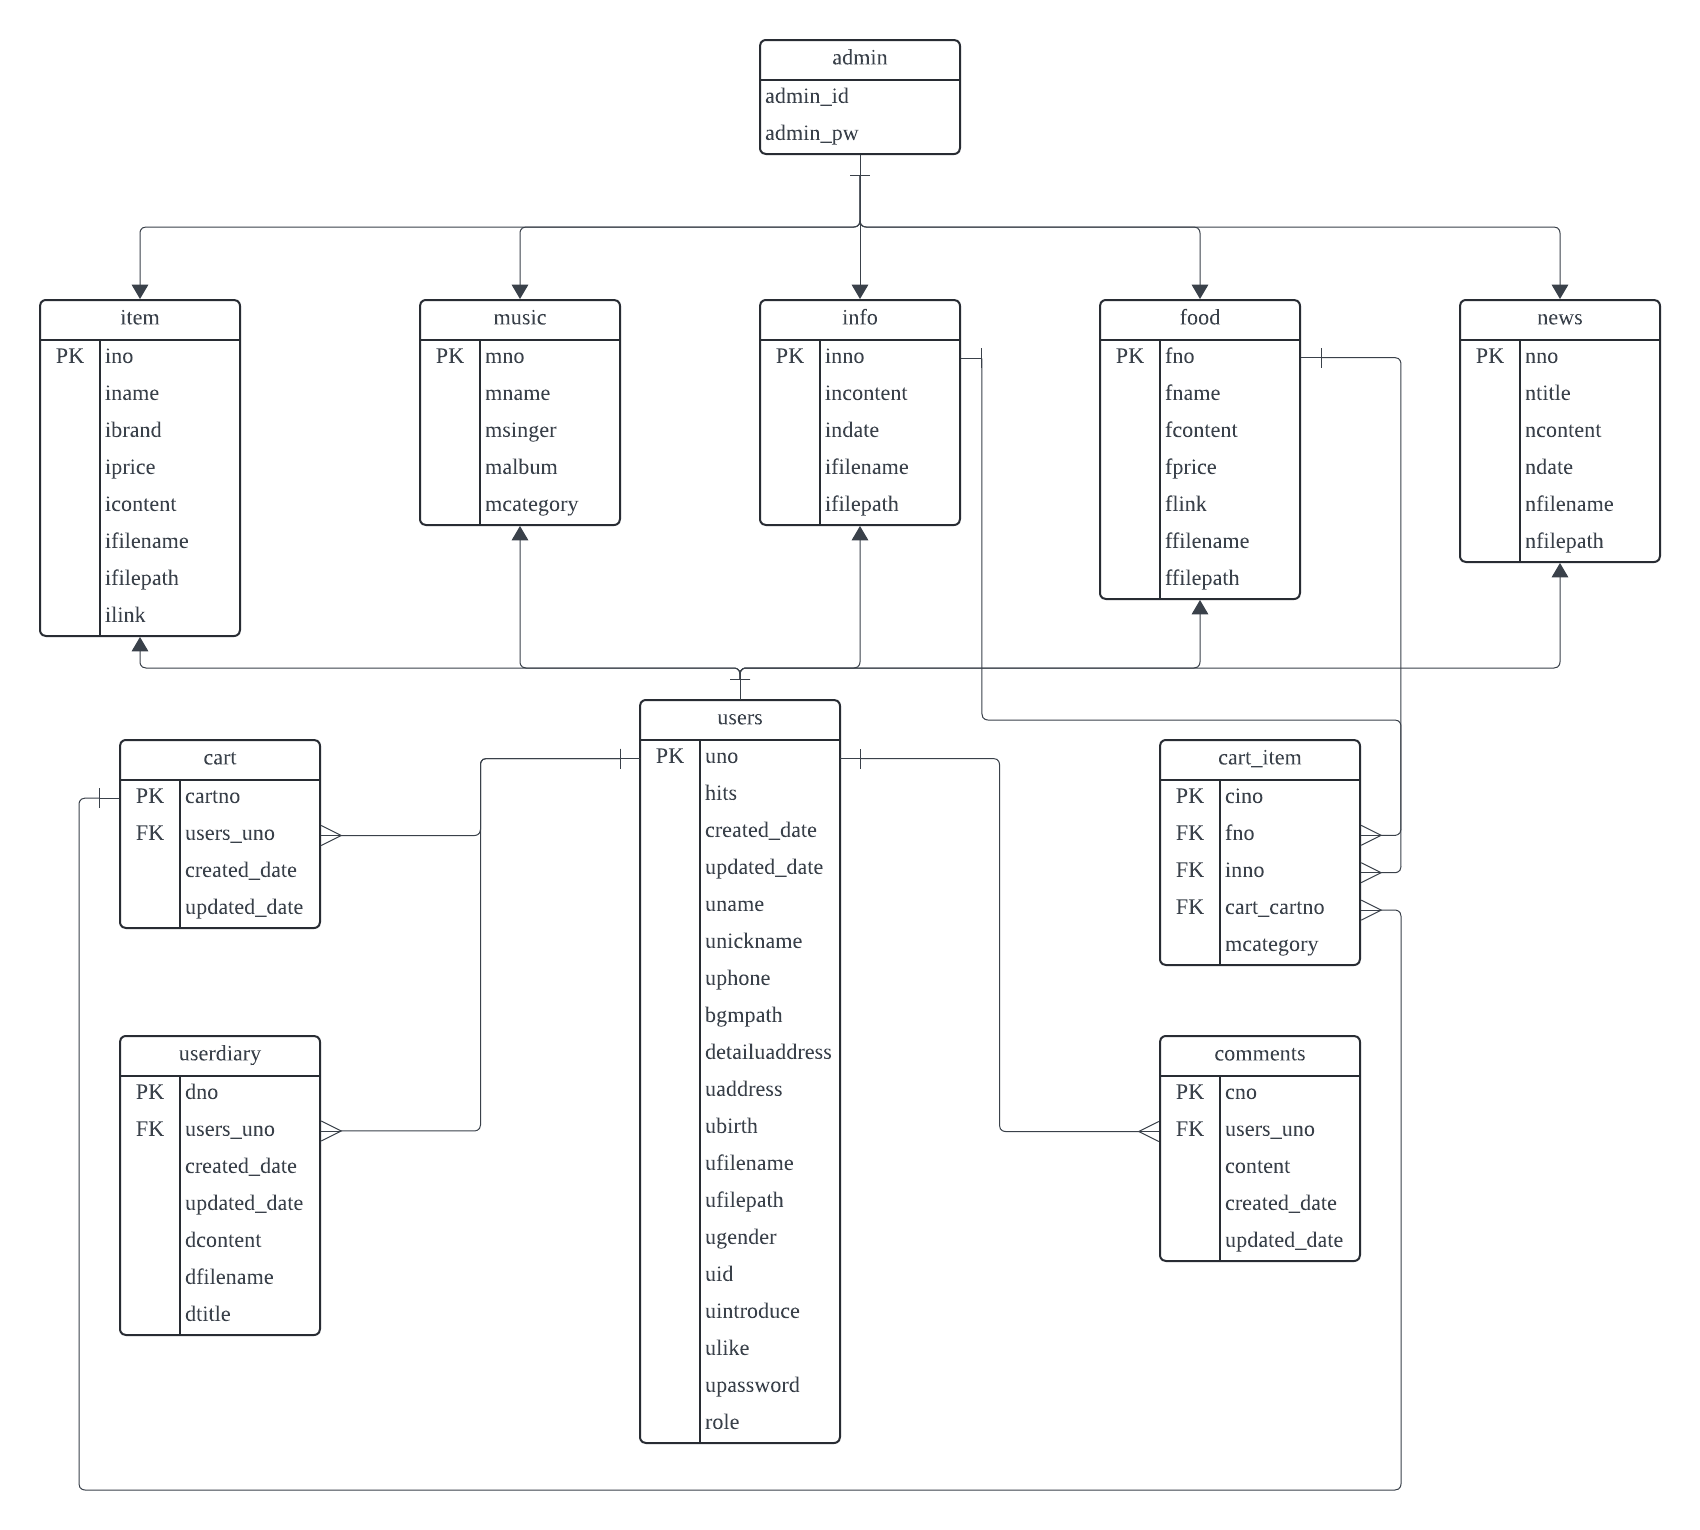 admin
admin_id
admin_pw
item
PK ino
iname
ibrand
iprice
icontent
ifilename
ifilepath
ilink
music
PK mno
mname
msinger
malbum
mcategory
info
PK inno
incontent
indate
ifilename
ifilepath
food
PK fno
fname
fcontent
fprice
flink
ffilename
ffilepath
news
PK nno
ntitle
ncontent
ndate
nfilename
nfilepath
cart
PK cartno
FK users_uno
created_date
updated_date
userdiary
PK dno
FK users_uno
created_date
updated_date
dcontent
dfilename
dtitle
users
PK uno
hits
created_date
updated_date
uname
unickname
uphone
bgmpath
detailuaddress
uaddress
ubirth
ufilename
ufilepath
ugender
uid
uintroduce
ulike
upassword
role
cart_item
PK cino
FK fno
FK inno
FK cart_cartno
mcategory
comments
PK cno
FK users_uno
content
created_date
updated_date